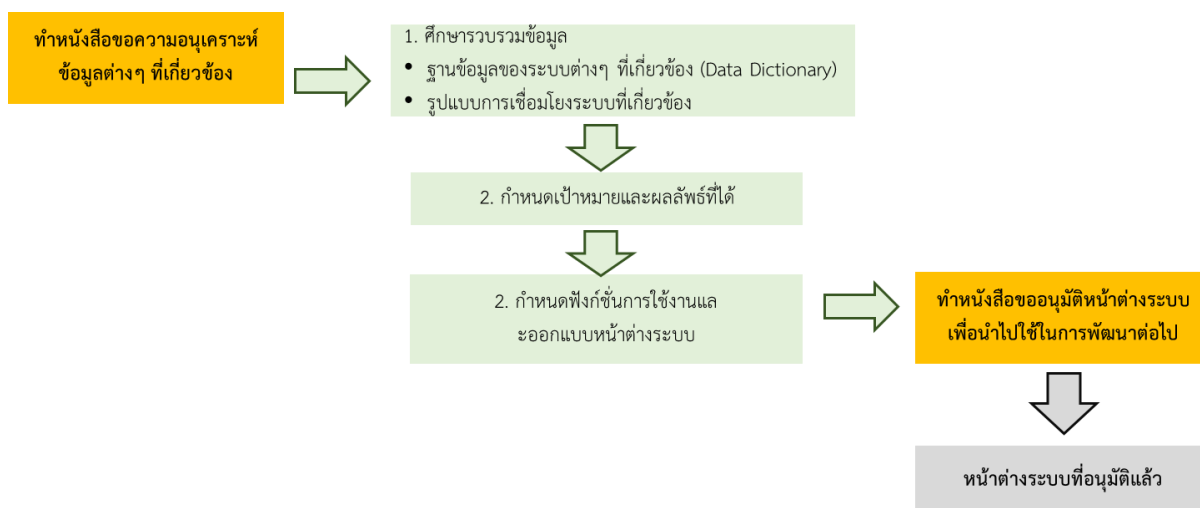 ทำหนังสือขอความอนุเคราะห์
ข้อมูลต่างๆ ที่เกี่ยวข้อง
1. ศึกษารวบรวมข้อมูล
• ฐานข้อมูลของระบบต่างๆ ที่เกี่ยวข้อง (Data Dictionary)
• รูปแบบการเชื่อมโยงระบบที่เกี่ยวข้อง
2. กำหนดเป้าหมายและผลลัพธ์ที่ได้
2. กำหนดฟังก์ชั่นการใช้งานแล
ะออกแบบหน้าต่างระบบ
ทำหนังสือขออนุมัติหน้าต่างระบบ
เพื่อนำไปใช้ในการพัฒนาต่อไป
หน้าต่างระบบที่อนุมัติแล้ว